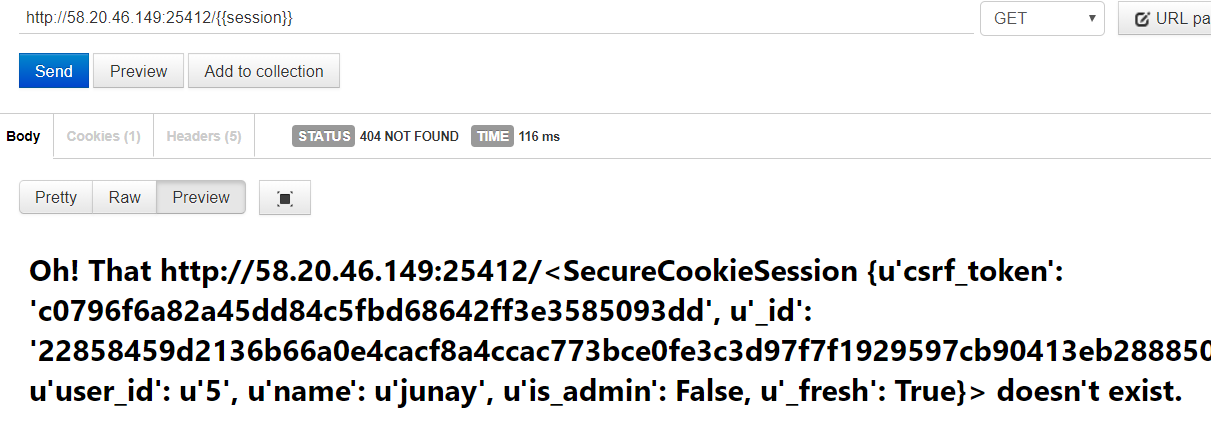 http://58.20.46.149:25412/{{session}} GET URL pa
Send Preview Add to collection
Body Cookies (1) Headers (5) STATUS 404 NOT FOUND TIME 116 ms
Pretty Raw Preview
Oh! That http://58.20.46.149:25412/<SecureCookieSession {u'csrf_token':
'c0796f6a82a45dd84c5fbd68642ff3e3585093dd', u'_id':
'22858459d2136b66a0e4cacf8a4ccac773bce0fe3c3d97f7f1929597cb90413eb288850
u'user_id': u'5', u'name': u'junay', u'is_admin': False, u'_fresh': True}> doesn't exist.